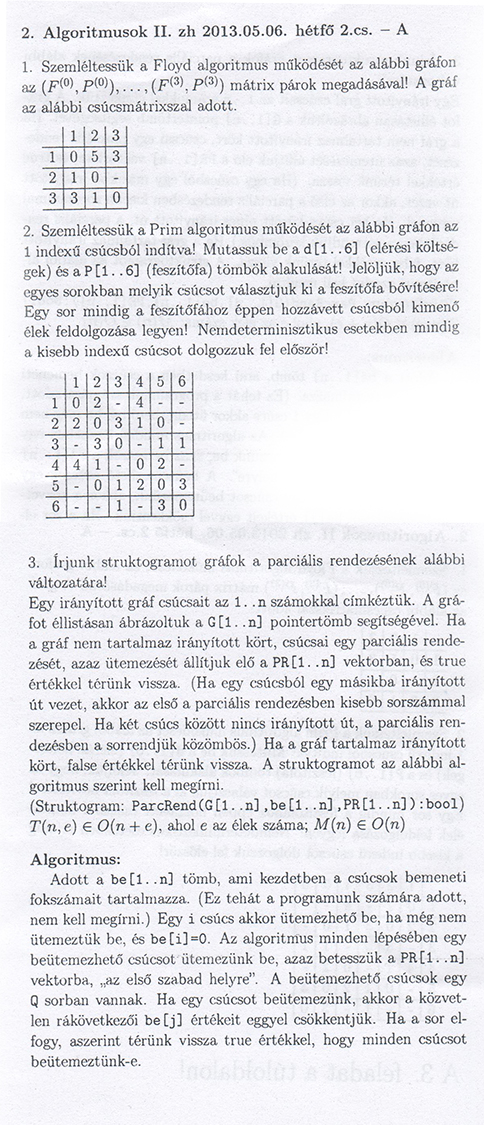 2. Algoritmusok II. zh 2013.05.06. hétfő 2.cs. – A
1. Szemléltessük a Floyd algoritmus működését az alábbi gráfon
az (F(0), P(0)), . . . , (F(3), P(3)) mátrix párok megadásával! A gráf
az alábbi csúcsmátrixszal adott.
1 2 3
1 0 5 3
2 1 0 -
3 3 1 0
2. Szemléltessük a Prim algoritmus működését az alábbi gráfon az
1 indexű csúcsból indítva! Mutassuk be a d[1..6] (elérési költsé-
gek) és a P[1..6] (feszítőfa) tömbök alakulását! Jelöljük, hogy az
egyes sorokban melyik csúcsot választjuk ki a feszítőfa bővítésére!
Egy sor mindig a feszítőfához éppen hozzávett csúcsból kimenő
élek feldolgozása legyen! Nemdeterminisztikus esetekben mindig
a kisebb indexű csúcsot dolgozzuk fel először!
1 2 3 4 5 6
1 0 2 - 4 - -
2 2 0 3 1 0 -
3 - 3 0 - 1 1
4 4 1 - 0 2 -
5 - 0 1 2 0 3
6 - - 1 - 3 0
3. Írjunk struktogramot gráfok a parciális rendezésének alábbi
változatára!
Egy irányított gráf csúcsait az 1..n számokkal címkéztük. A grá-
fot éllistásan ábrázoltuk a G[1..n] pointertömb segítségével. Ha
a gráf nem tartalmaz irányított kört, csúcsai egy parciális rende-
zését, azaz ütemezését állítjuk elő a PR[1..n] vektorban, és true
értékkel térünk vissza. (Ha egy csúcsból egy másikba irányított
út vezet, akkor az első a parciális rendezésben kisebb sorszámmal
szerepel. Ha két csúcs között nincs irányított út, a parciális ren-
dezésben a sorrendjük közömbös.) Ha a gráf tartalmaz irányított
kört, false értékkel térünk vissza. A struktogramot az alábbi al-
goritmus szerint kell megírni.
(Struktogram: ParcRend(G[1..n],be[1..n],PR[1..n]):bool)
T(n, e) ∈ O(n + e), ahol e az élek száma; M(n) ∈ O(n)
Algoritmus:
Adott a be[1..n] tömb, ami kezdetben a csúcsok bemeneti
fokszámait tartalmazza. (Ez tehát a programunk számára adott,
nem kell megírni.) Egy i csúcs akkor ütemezhető be, ha még nem
ütemeztük be, és be[i]=0. Az algoritmus minden lépésében egy
beütemezhető csúcsot ütemezünk be, azaz betesszük a PR[1..n]
vektorba, „az első szabad helyre”. A beütemezhető csúcsok egy
Q sorban vannak. Ha egy csúcsot beütemezünk, akkor a közvet-
len rákövetkezői be[j] értékeit eggyel csökkentjük. Ha a sor el-
fogy, aszerint térünk vissza true értékkel, hogy minden csúcsot
beütemeztünk-e.